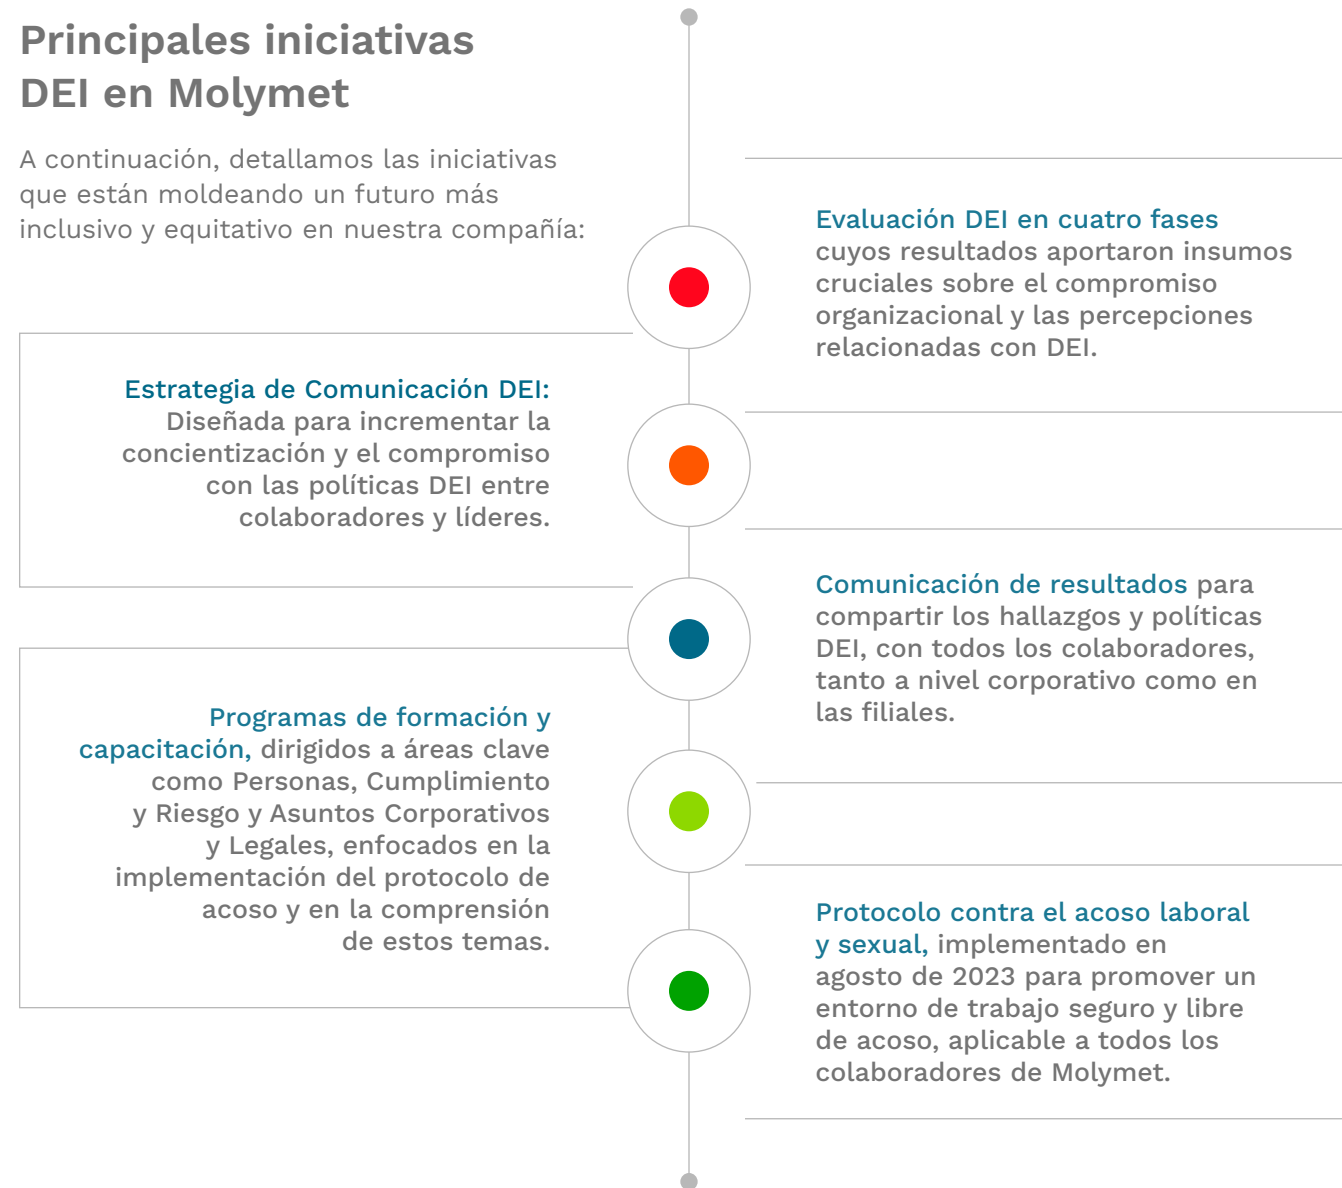 Principales iniciativas
DEI en Molymet
A continuación, detallamos las iniciativas
que están moldeando un futuro más
inclusivo y equitativo en nuestra compañía:
Evaluación DEI en cuatro fases
cuyos resultados aportaron insumos
cruciales sobre el compromiso
organizacional y las percepciones
relacionadas con DEI.
Estrategia de Comunicación DEI:
Diseñada para incrementar la
concientización y el compromiso
con las políticas DEI entre
colaboradores y líderes.
Comunicación de resultados para
compartir los hallazgos y políticas
DEI, con todos los colaboradores,
tanto a nivel corporativo como en
las filiales.
Programas de formación y
capacitación, dirigidos a áreas clave
como Personas, Cumplimiento
y Riesgo y Asuntos Corporativos
y Legales, enfocados en la
implementación del protocolo de
acoso y en la comprensión
de estos temas.
Protocolo contra el acoso laboral
y sexual, implementado en
agosto de 2023 para promover un
entorno de trabajo seguro y libre
de acoso, aplicable a todos los
colaboradores de Molymet.